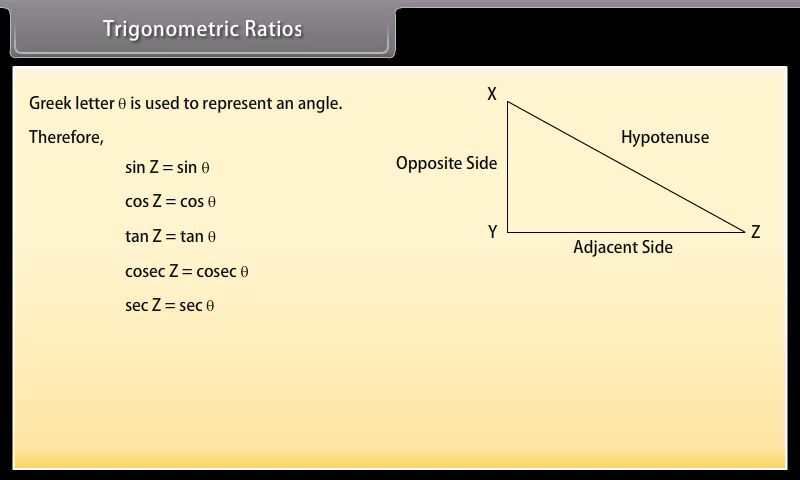 Trigonometric Ratios
Greek letter θ is used to represent an angle.
Therefore,
sin Z = sin θ
cos Z = cos θ
tan Z = tan θ
cosec Z = cosec θ
sec Z = sec θ
X
Hypotenuse
Opposite Side
Y
Z
Adjacent Side